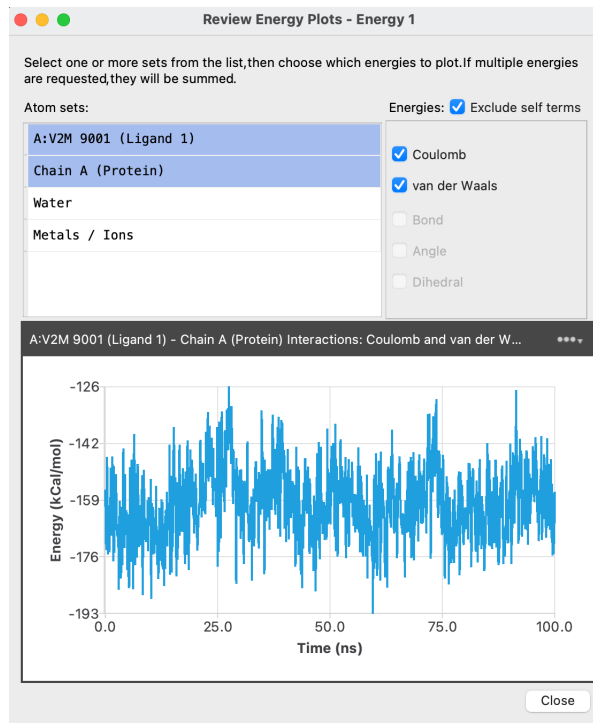 Review Energy Plots - Energy 1
Select one or more sets from the list,then choose which energies to plot.If multiple energies
are requested,they will be summed.
Atom sets:
Energies: Exclude self terms
A:V2M 9001 (Ligand 1)
Chain A (Protein)
Water
Metals / Ions
Coulomb
van der Waals
Bond
Angle
Dihedral
A:V2M 9001 (Ligand 1) - Chain A (Protein) Interactions: Coulomb and van der W...
Energy (kCal/mol)
-126
-142
-159
-176
-193
0.0 25.0 50.0 75.0 100.0
Time (ns)
Close